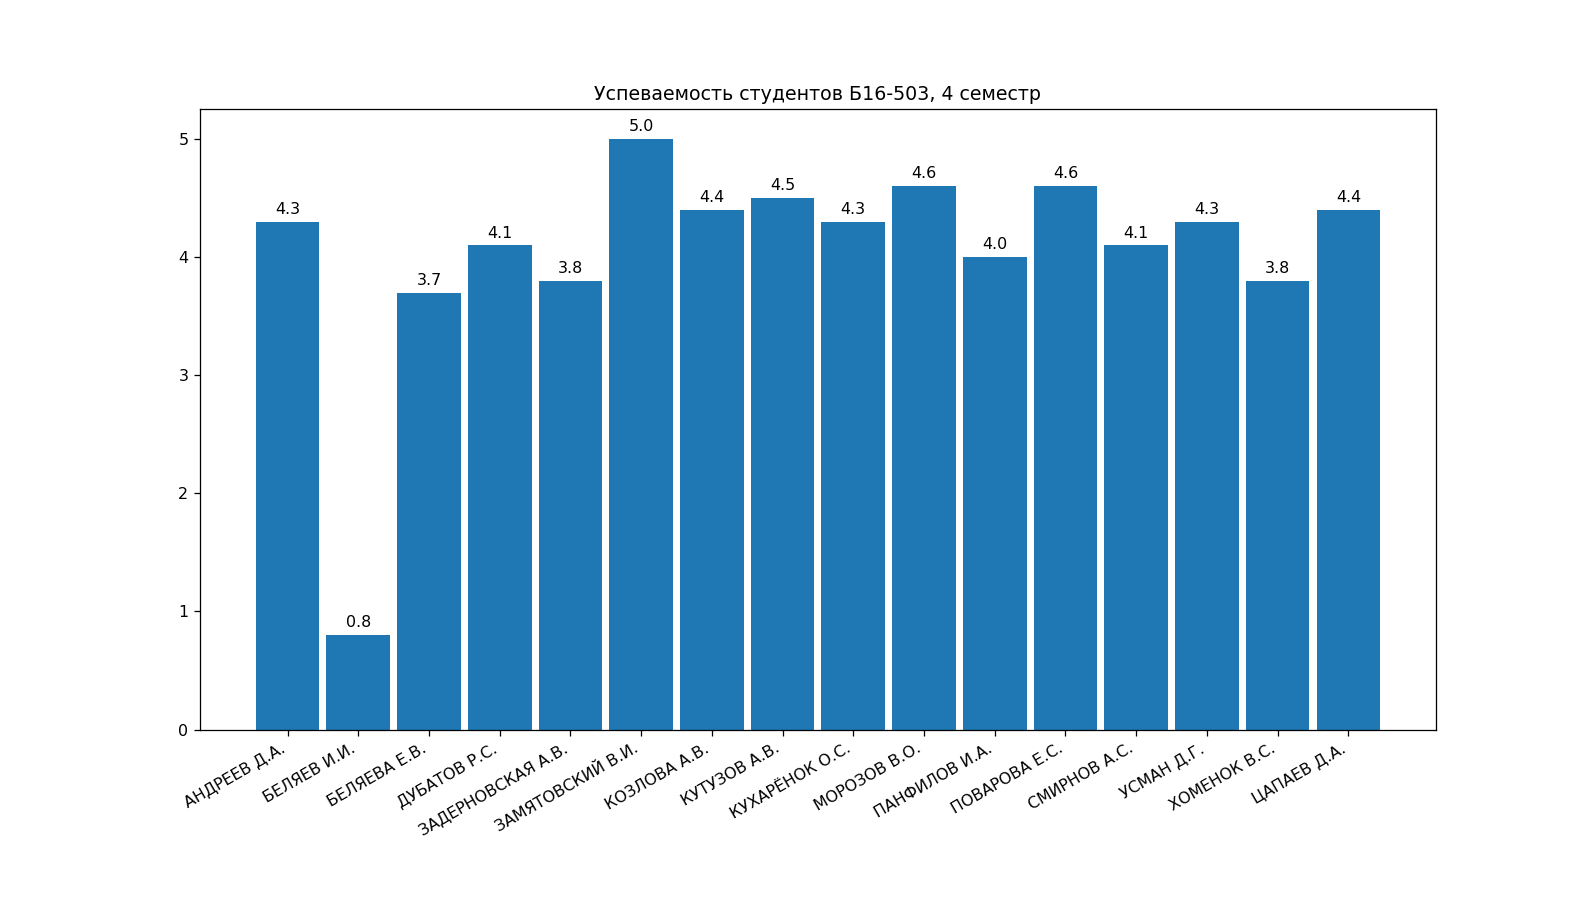 Успеваемость студентов Б16-503, 4 семестр
5
4
3
2
1
0
4.3
0.8
3.7
4.1
3.8
5.0
4.4
4.5
4.3
4.6
4.0
4.6
4.1
4.3
3.8
4.4
АНДРЕЕВ Д.А.
БЕЛЯЕВ И.И.
БЕЛЯЕВА Е.В.
ДУБАТОВ Р.С.
ЗАДЕРНОВСКАЯ А.В.
ЗАМЯТОВСКИЙ В.И.
КОЗЛОВА А.В.
КУТУЗОВ А.В.
КУХАРЁНОК О.С.
МОРОЗОВ В.О.
ПАНФИЛОВ И.А.
ПОВАРОВА Е.С.
СМИРНОВ А.С.
УСМАН Д.Г.
ХОМЕНОК В.С.
ЦАПАЕВ Д.А.